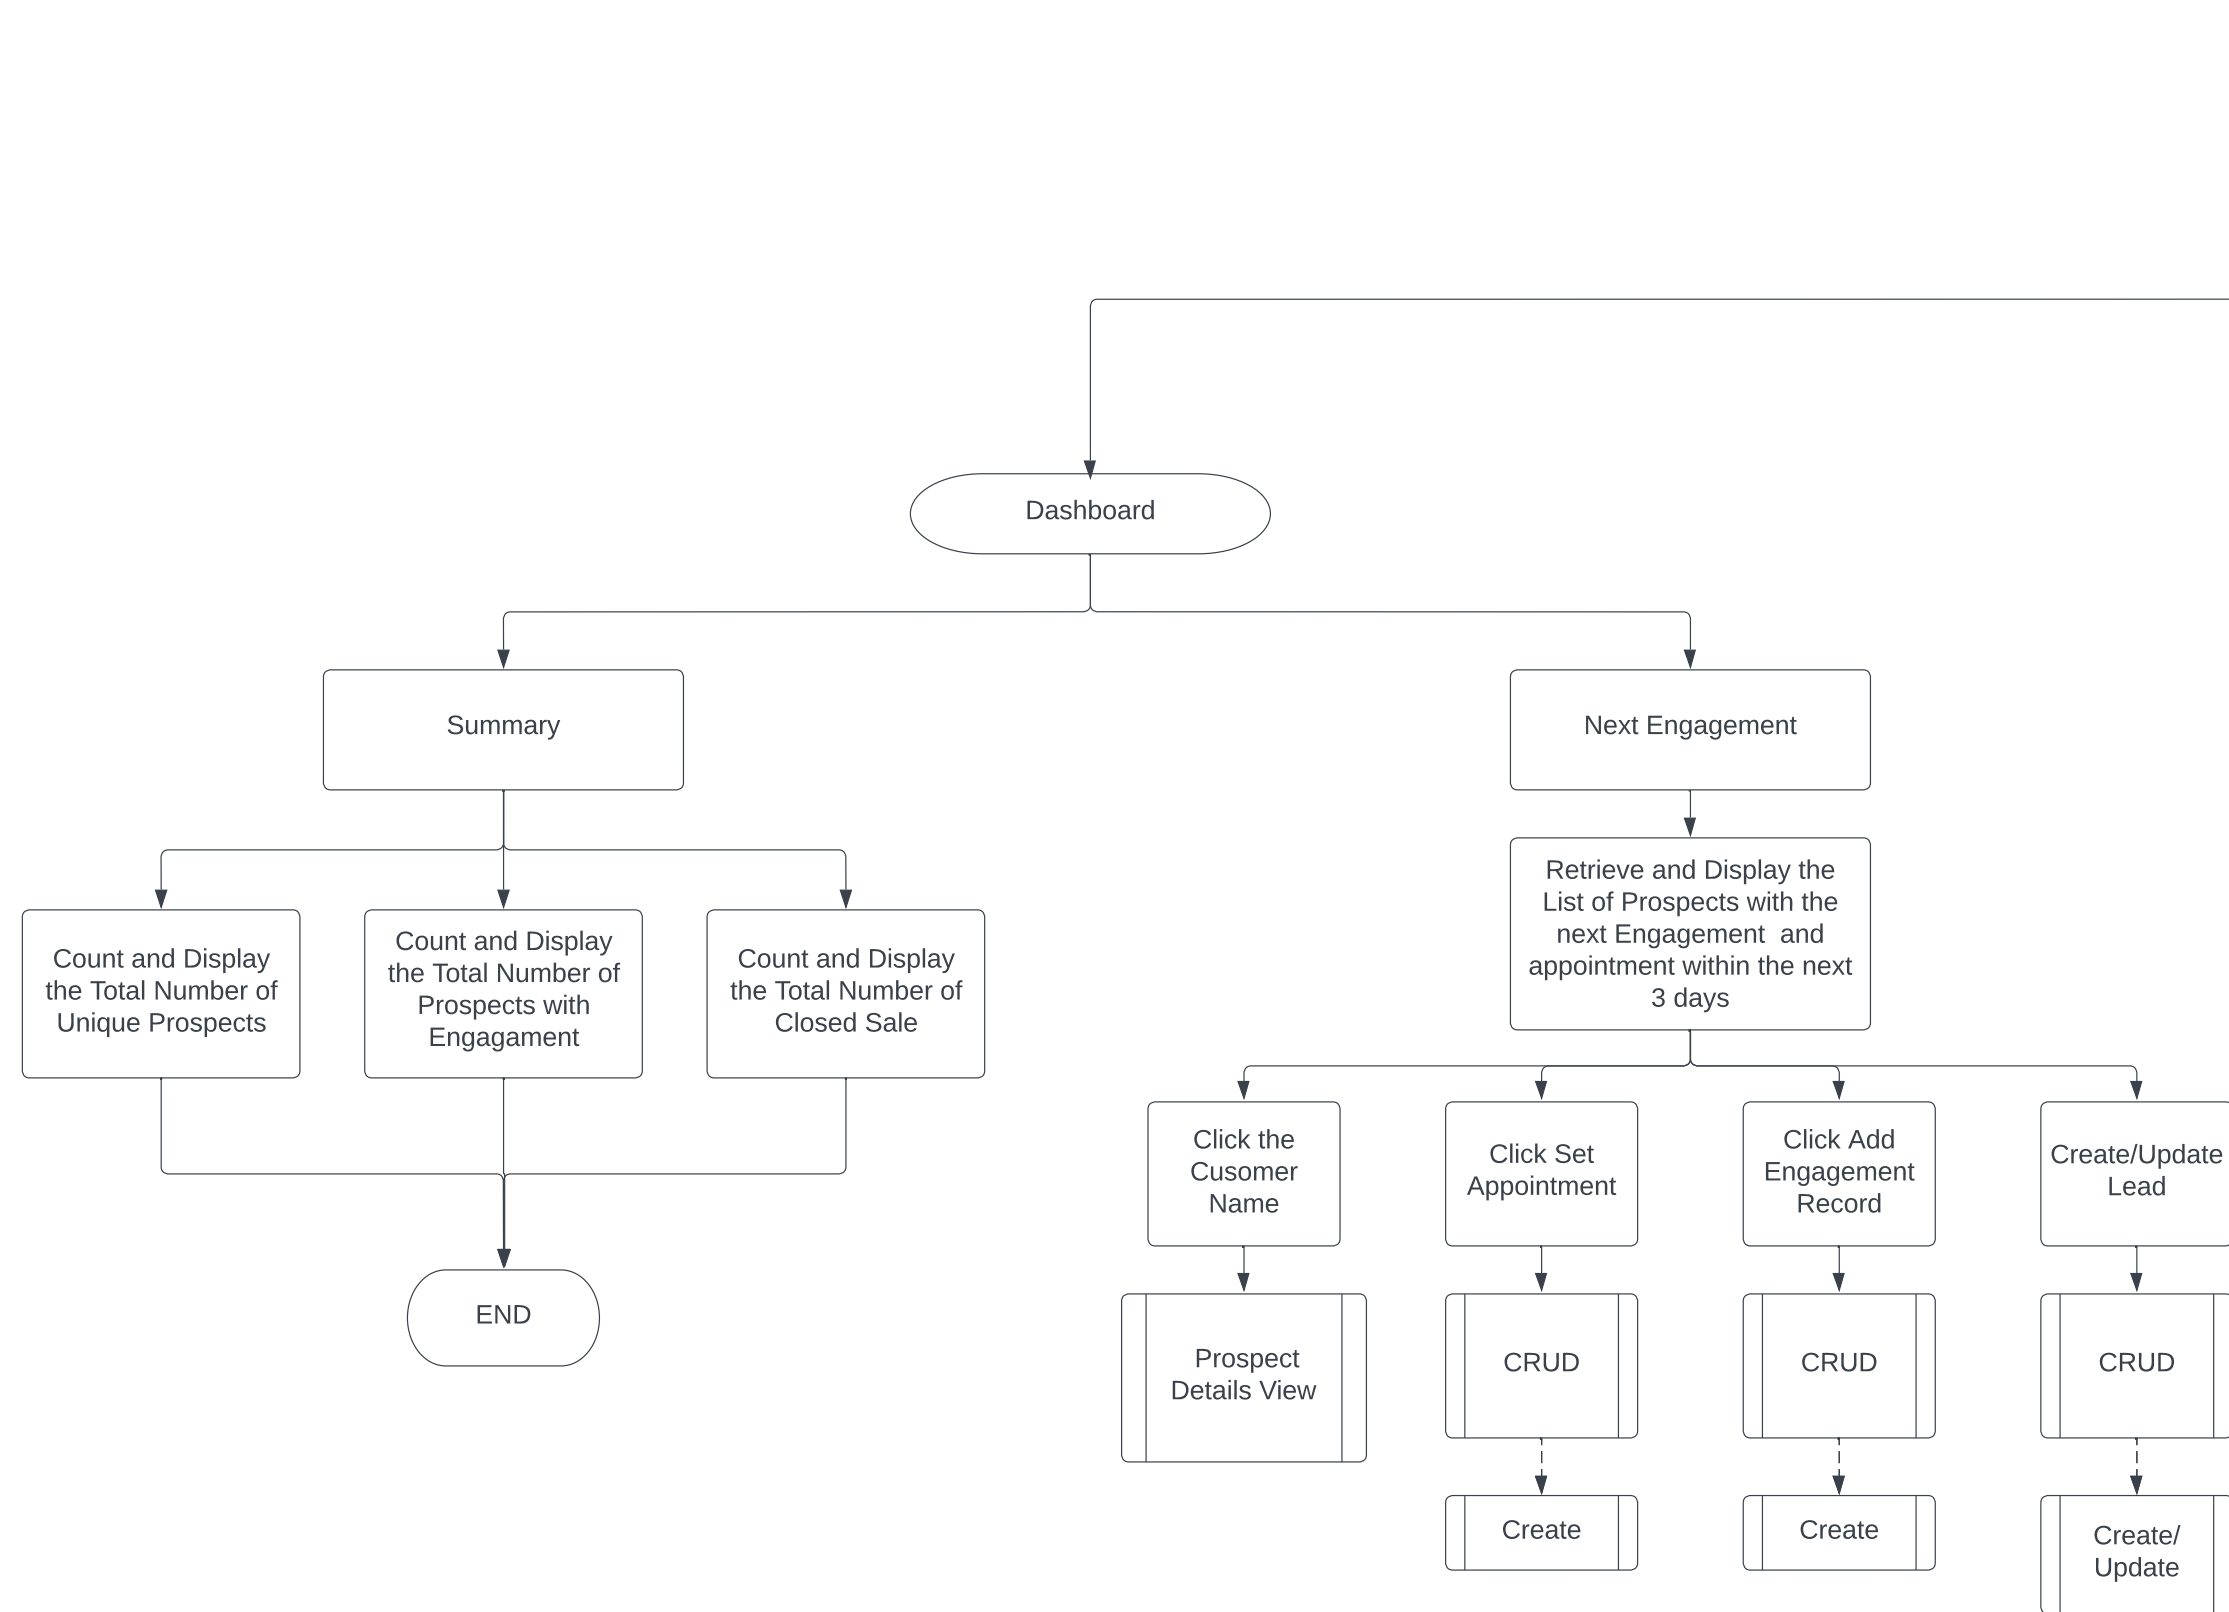 Dashboard
Summary
Next Engagement
Count and Display
the Total Number of
Unique Prospects
Count and Display
the Total Number of
Prospects with
Engagament
Count and Display
the Total Number of
Closed Sale
Retrieve and Display the
List of Prospects with the
next Engagement  and
appointment within the next
3 days
Click the
Cusomer
Name
Click Set
Appointment
Click Add
Engagement
Record
Create/Update
Lead
END
Prospect
Details View
CRUD
CRUD
CRUD
Create
Create
Create/
Update